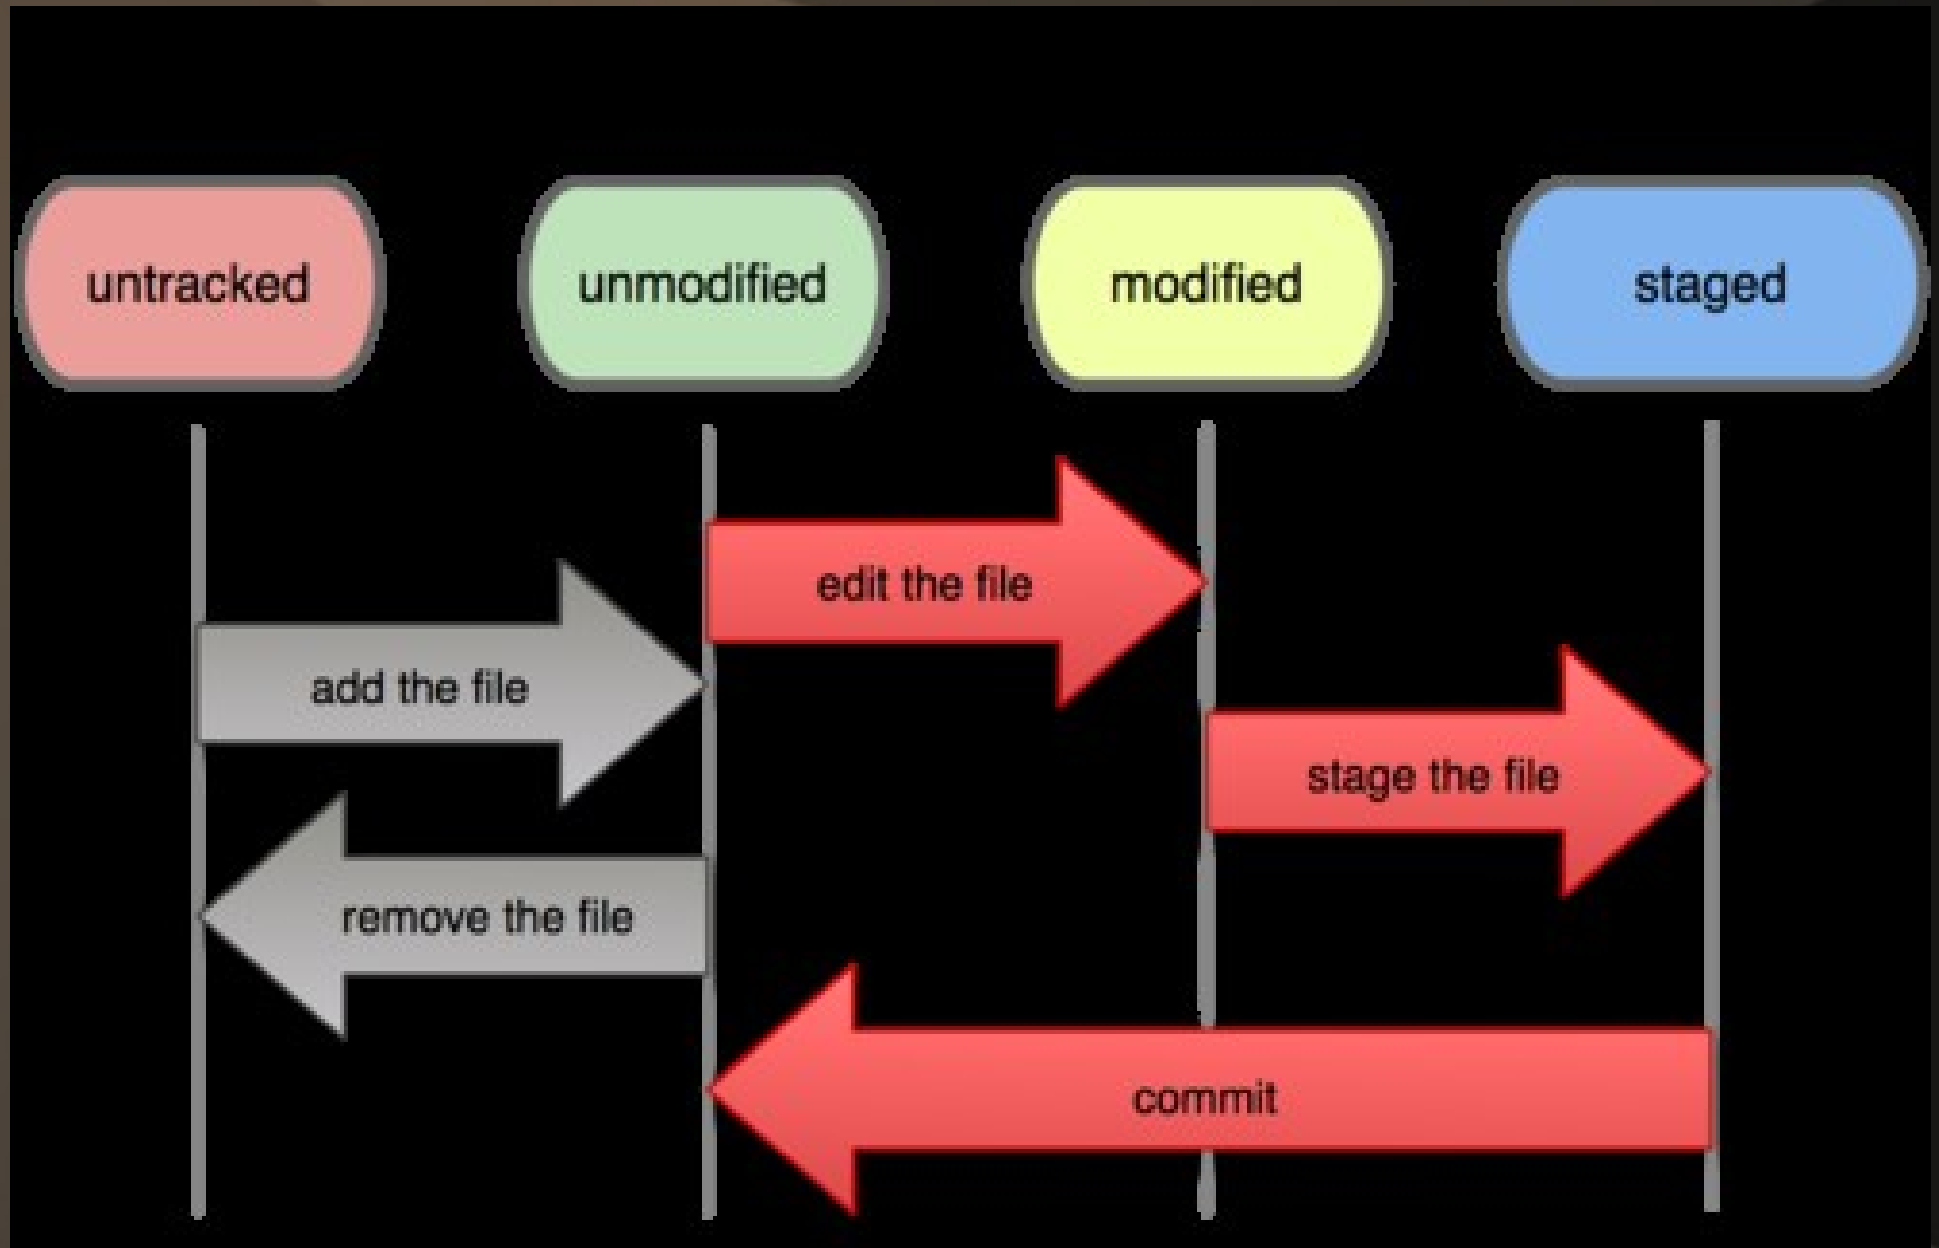 untracked
unmodified
modified
staged
edit the file
add the file
stage the file
remove the file
commit